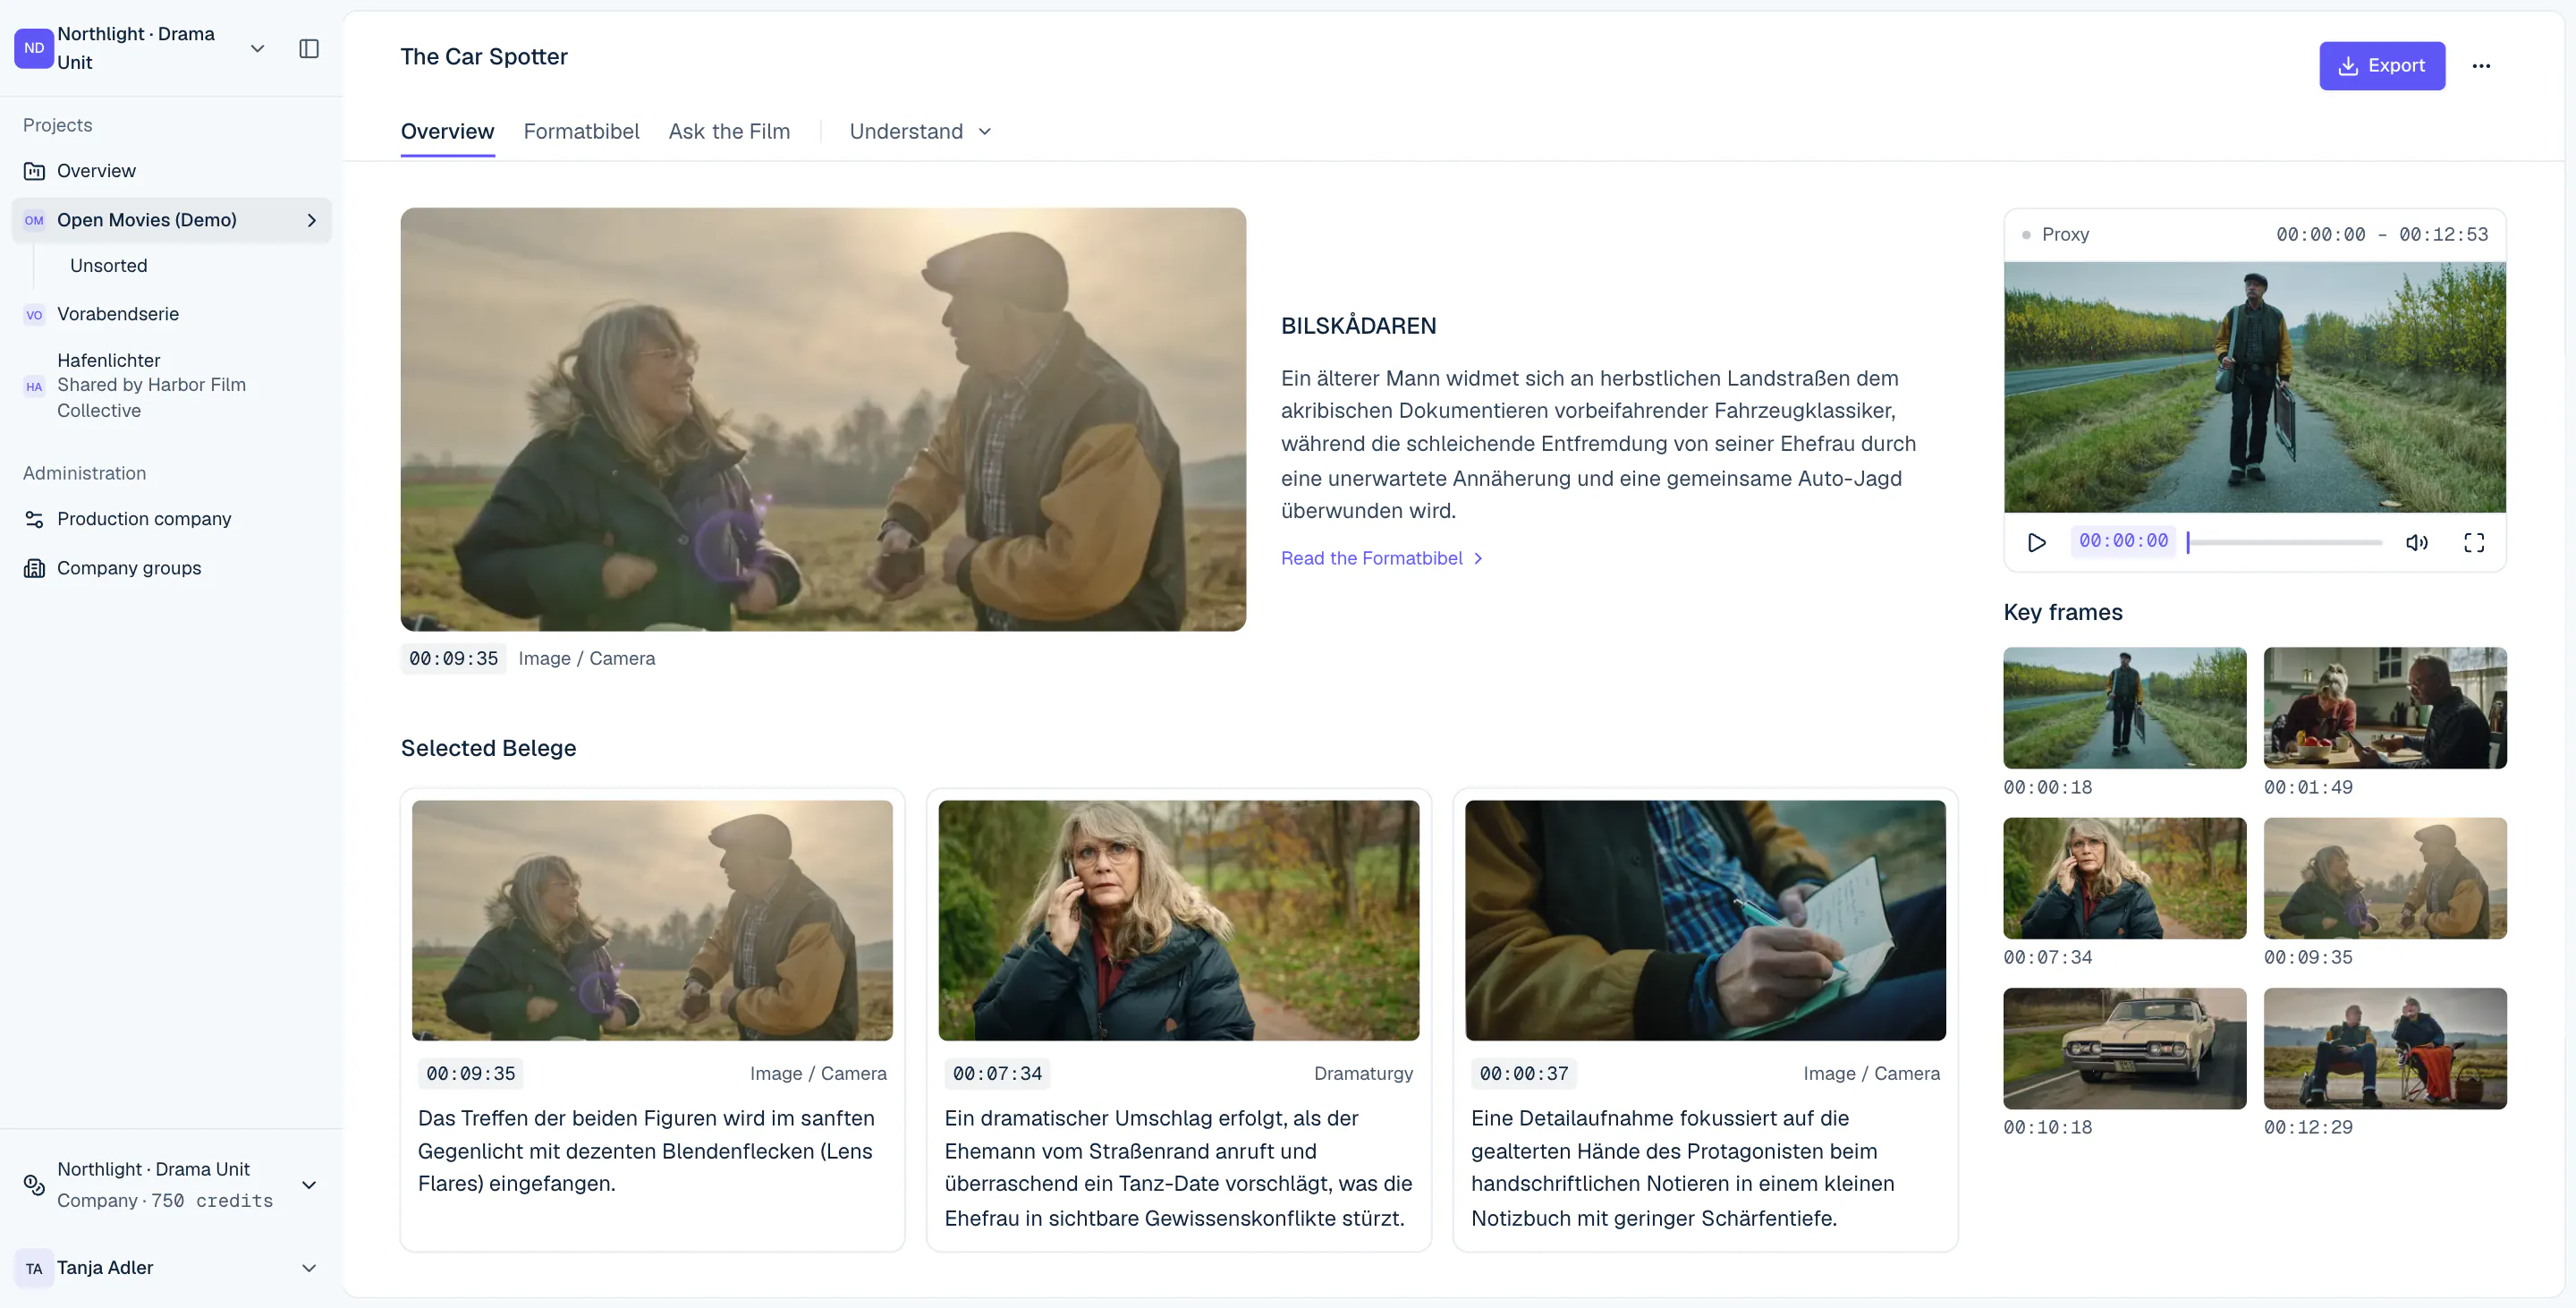 ND
Northlight · Drama
Unit
Projects
Overview
OM
Open Movies (Demo)
Unsorted
VO
Vorabendserie
HA
Hafenlichter
Shared by Harbor Film
Collective
Administration
Production company
Company groups
Northlight · Drama Unit
Company · 750 credits
TA
Tanja Adler
The Car Spotter
Export
Overview
Formatbibel
Ask the Film
Understand
BILSKÅDAREN
Ein älterer Mann widmet sich an herbstlichen Landstraßen dem
akribischen Dokumentieren vorbeifahrender Fahrzeugklassiker,
während die schleichende Entfremdung von seiner Ehefrau durch
eine unerwartete Annäherung und eine gemeinsame Auto-Jagd
überwunden wird.
Read the Formatbibel
00:09:35
Image / Camera
Selected Belege
00:09:35
Image / Camera
Das Treffen der beiden Figuren wird im sanften
Gegenlicht mit dezenten Blendenflecken (Lens
Flares) eingefangen.
00:07:34
Dramaturgy
Ein dramatischer Umschlag erfolgt, als der
Ehemann vom Straßenrand anruft und
überraschend ein Tanz-Date vorschlägt, was die
Ehefrau in sichtbare Gewissenskonflikte stürzt.
00:00:37
Image / Camera
Eine Detailaufnahme fokussiert auf die
gealterten Hände des Protagonisten beim
handschriftlichen Notieren in einem kleinen
Notizbuch mit geringer Schärfentiefe.
Proxy
00:00:00 – 00:12:53
00:00:00
Key frames
00:00:18
00:01:49
00:07:34
00:09:35
00:10:18
00:12:29